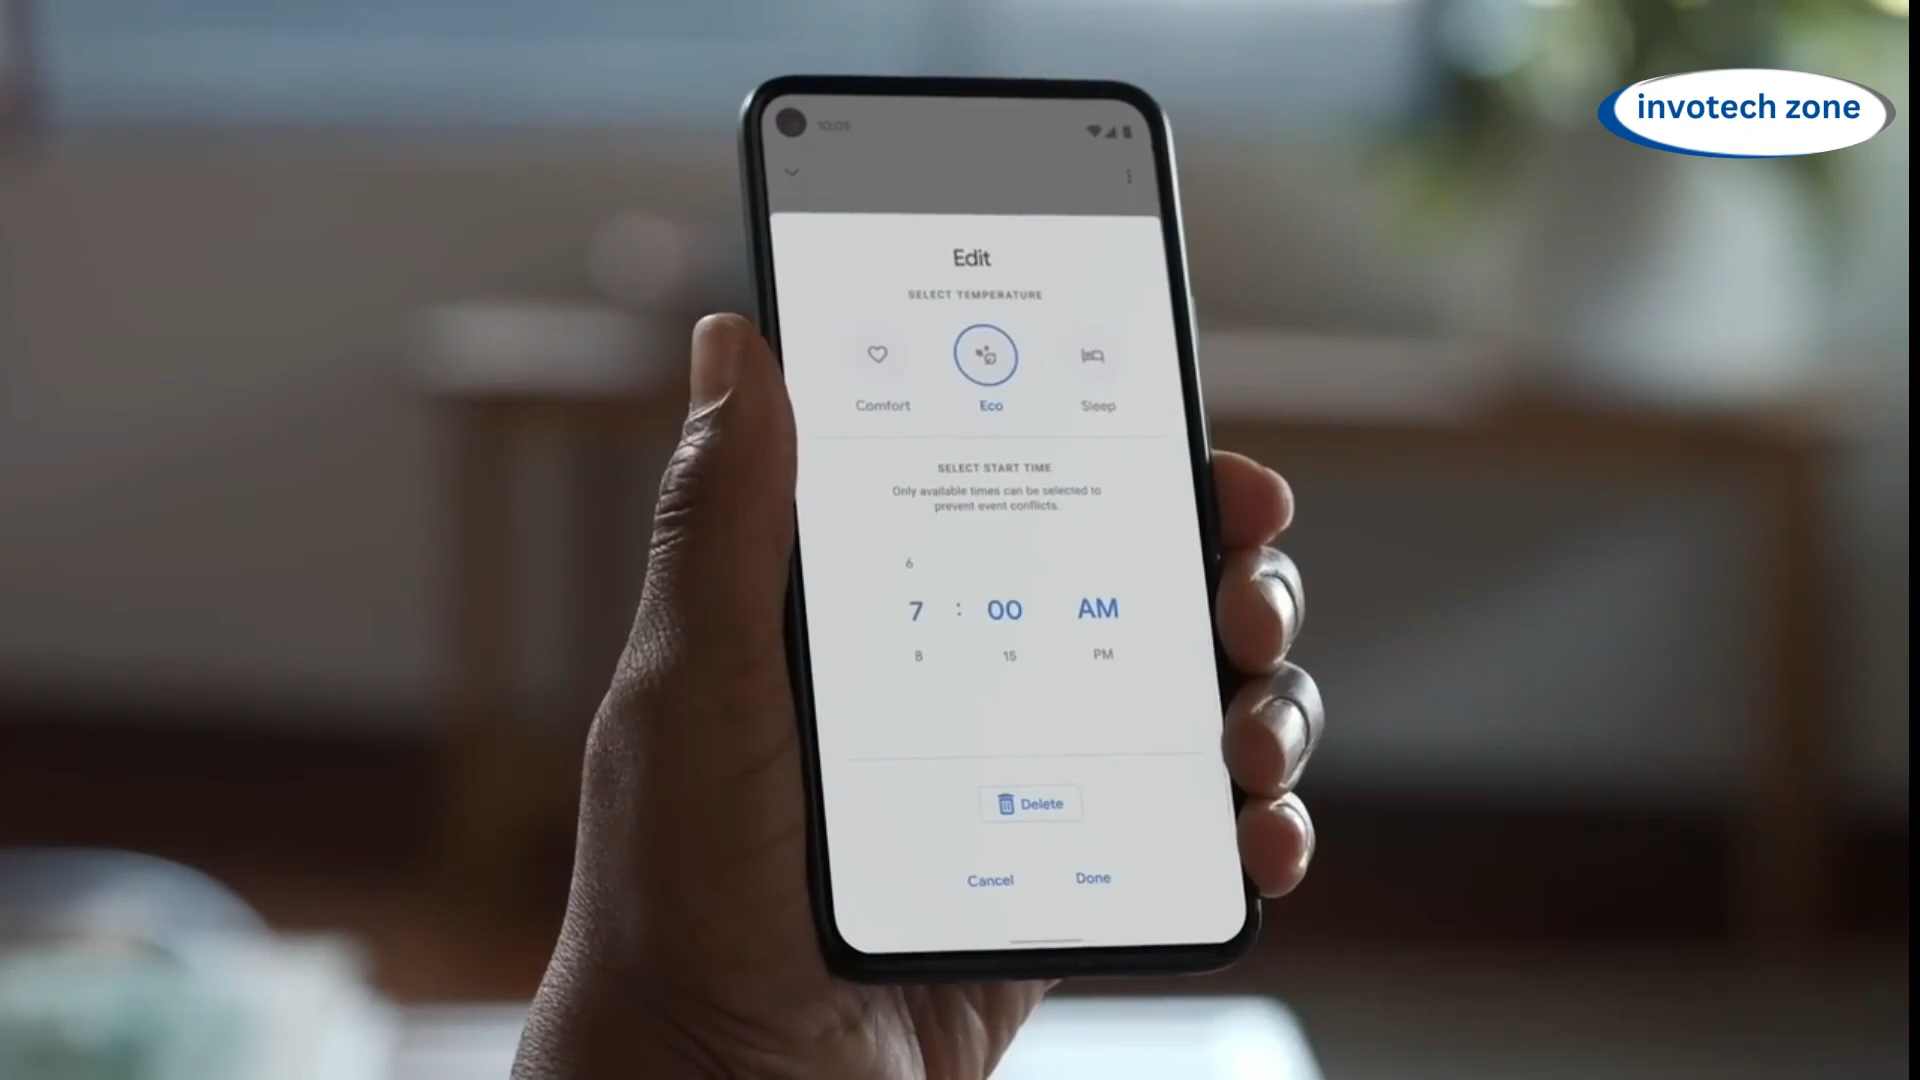 invotech zone
10:05
Edit
SELECT TEMPERATURE
Comfort Eco Sleep
SELECT START TIME
Only available times can be selected to
prevent event conflicts.
6
7 : 00 AM
8 15 PM
Delete
Cancel Done